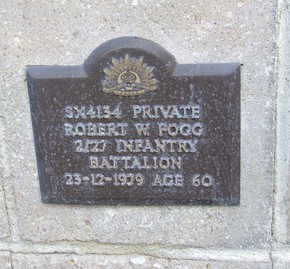 SX4134 PRIVATE
ROBERT W. FOGG
2/27 INFANTRY
BATTALION
23-12-1979 AGE 60